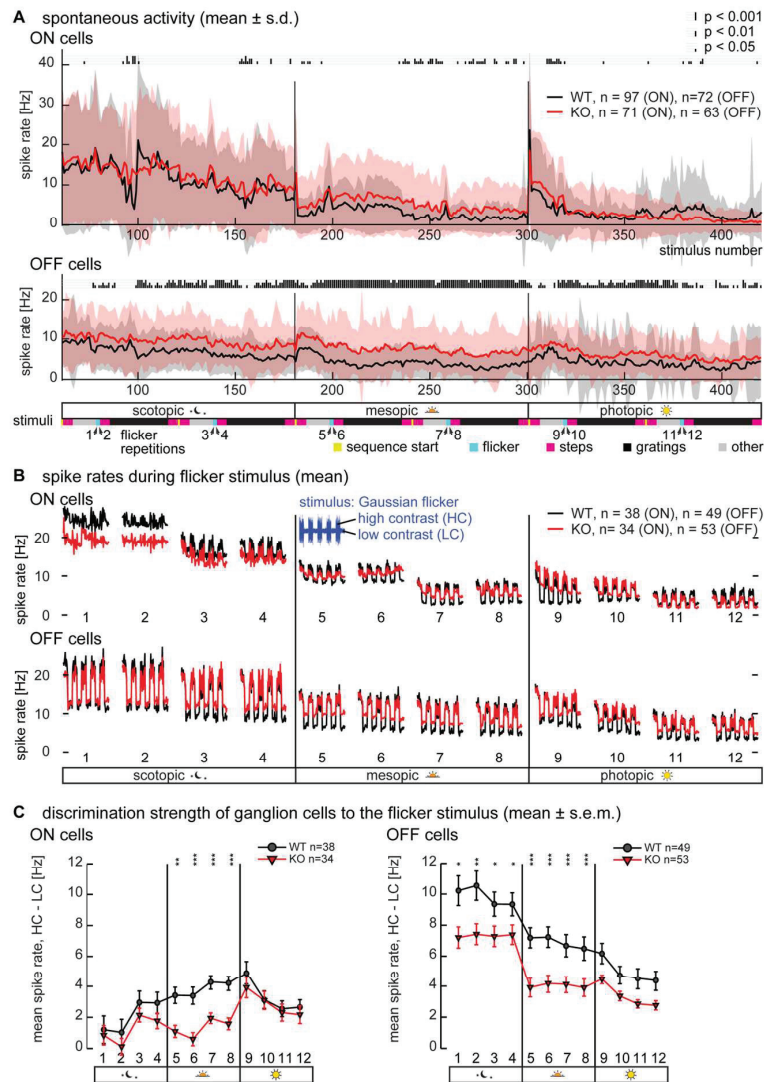 A spontaneous activity (mean ± s.d.)
ON cells
p < 0.001
p < 0.01
p < 0.05
40
30
20
10
0
spike rate [Hz]
WT, n = 97 (ON), n=72 (OFF)
KO, n = 71 (ON), n = 63 (OFF)
100 150 200 250 300 350 400
stimulus number
OFF cells
20
10
0
spike rate [Hz]
100 150 200 250 300 350 400
scotopic mesopic photopic
stimuli
1 2 flicker repetitions 3 4 5 6 7 8 9 10 11 12
sequence start flicker steps gratings other
B spike rates during flicker stimulus (mean)
ON cells
stimulus: Gaussian flicker
high contrast (HC)
low contrast (LC)
WT, n = 38 (ON), n = 49 (OFF)
KO, n= 34 (ON), n = 53 (OFF)
20
10
0
spike rate [Hz]
1 2 3 4 5 6 7 8 9 10 11 12
OFF cells
20
10
0
spike rate [Hz]
1 2 3 4 5 6 7 8 9 10 11 12
scotopic mesopic photopic
C discrimination strength of ganglion cells to the flicker stimulus (mean ± s.e.m.)
ON cells
WT n=38
KO n=34
** *** *** ***
12
10
8
6
4
2
0
mean spike rate, HC - LC [Hz]
1 2 3 4 5 6 7 8 9 10 11 12
OFF cells
WT n=49
KO n=53
* ** * * *** *** *** ***
12
10
8
6
4
2
0
mean spike rate, HC - LC [Hz]
1 2 3 4 5 6 7 8 9 10 11 12